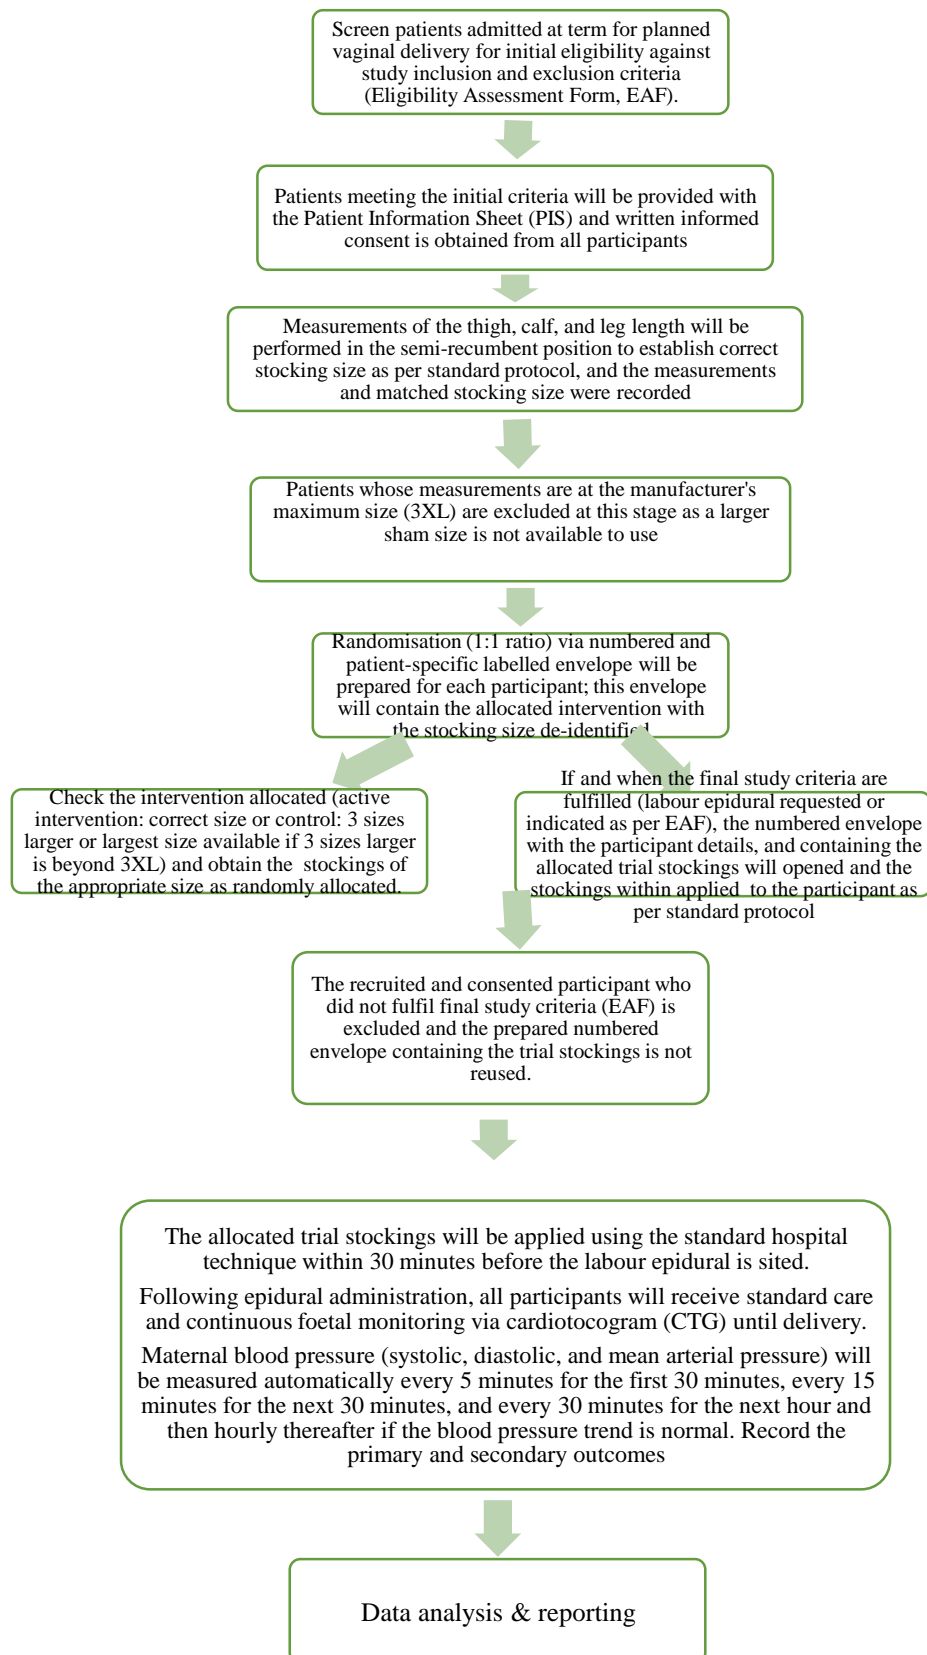 Screen patients admitted at term for planned
vaginal delivery for initial eligibility against
study inclusion and exclusion criteria
(Eligibility Assessment Form, EAF).
Patients meeting the initial criteria will be provided with
the Patient Information Sheet (PIS) and written informed
consent is obtained from all participants
Measurements of the thigh, calf, and leg length will be
performed in the semi-recumbent position to establish correct
stocking size as per standard protocol, and the measurements
and matched stocking size were recorded
Patients whose measurements are at the manufacturer's
maximum size (3XL) are excluded at this stage as a larger
sham size is not available to use
Randomisation (1:1 ratio) via numbered and
patient-specific labelled envelope will be
prepared for each participant; this envelope
will contain the allocated intervention with
the stocking size de-identified
Check the intervention allocated (active
intervention: correct size or control: 3 sizes
larger or largest size available if 3 sizes larger
is beyond 3XL) and obtain the stockings of
the appropriate size as randomly allocated.
If and when the final study criteria are
fulfilled (labour epidural requested or
indicated as per EAF), the numbered envelope
with the participant details, and containing the
allocated trial stockings will opened and the
stockings within applied to the participant as
per standard protocol
The recruited and consented participant who
did not fulfil final study criteria (EAF) is
excluded and the prepared numbered
envelope containing the trial stockings is not
reused.
The allocated trial stockings will be applied using the standard hospital
technique within 30 minutes before the labour epidural is sited.
Following epidural administration, all participants will receive standard care
and continuous foetal monitoring via cardiotocogram (CTG) until delivery.
Maternal blood pressure (systolic, diastolic, and mean arterial pressure) will
be measured automatically every 5 minutes for the first 30 minutes, every 15
minutes for the next 30 minutes, and every 30 minutes for the next hour and
then hourly thereafter if the blood pressure trend is normal. Record the
primary and secondary outcomes
Data analysis & reporting